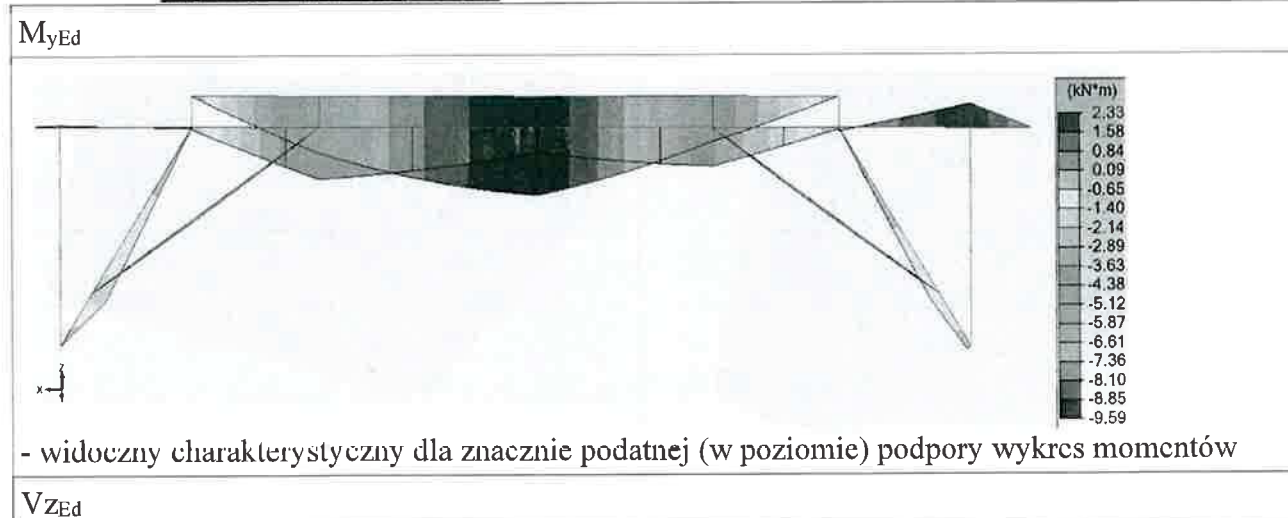 MyEd
(kN*m)
2.33
1.58
0.84
0.09
-0.65
-1.40
-2.14
-2.89
-3.63
-4.38
-5.12
-5.87
-6.61
-7.36
-8.10
-8.85
-9.59
z
x
- widoczny charakterystyczny dla znacznie podatnej (w poziomie) podpory wykres momentów
VzEd